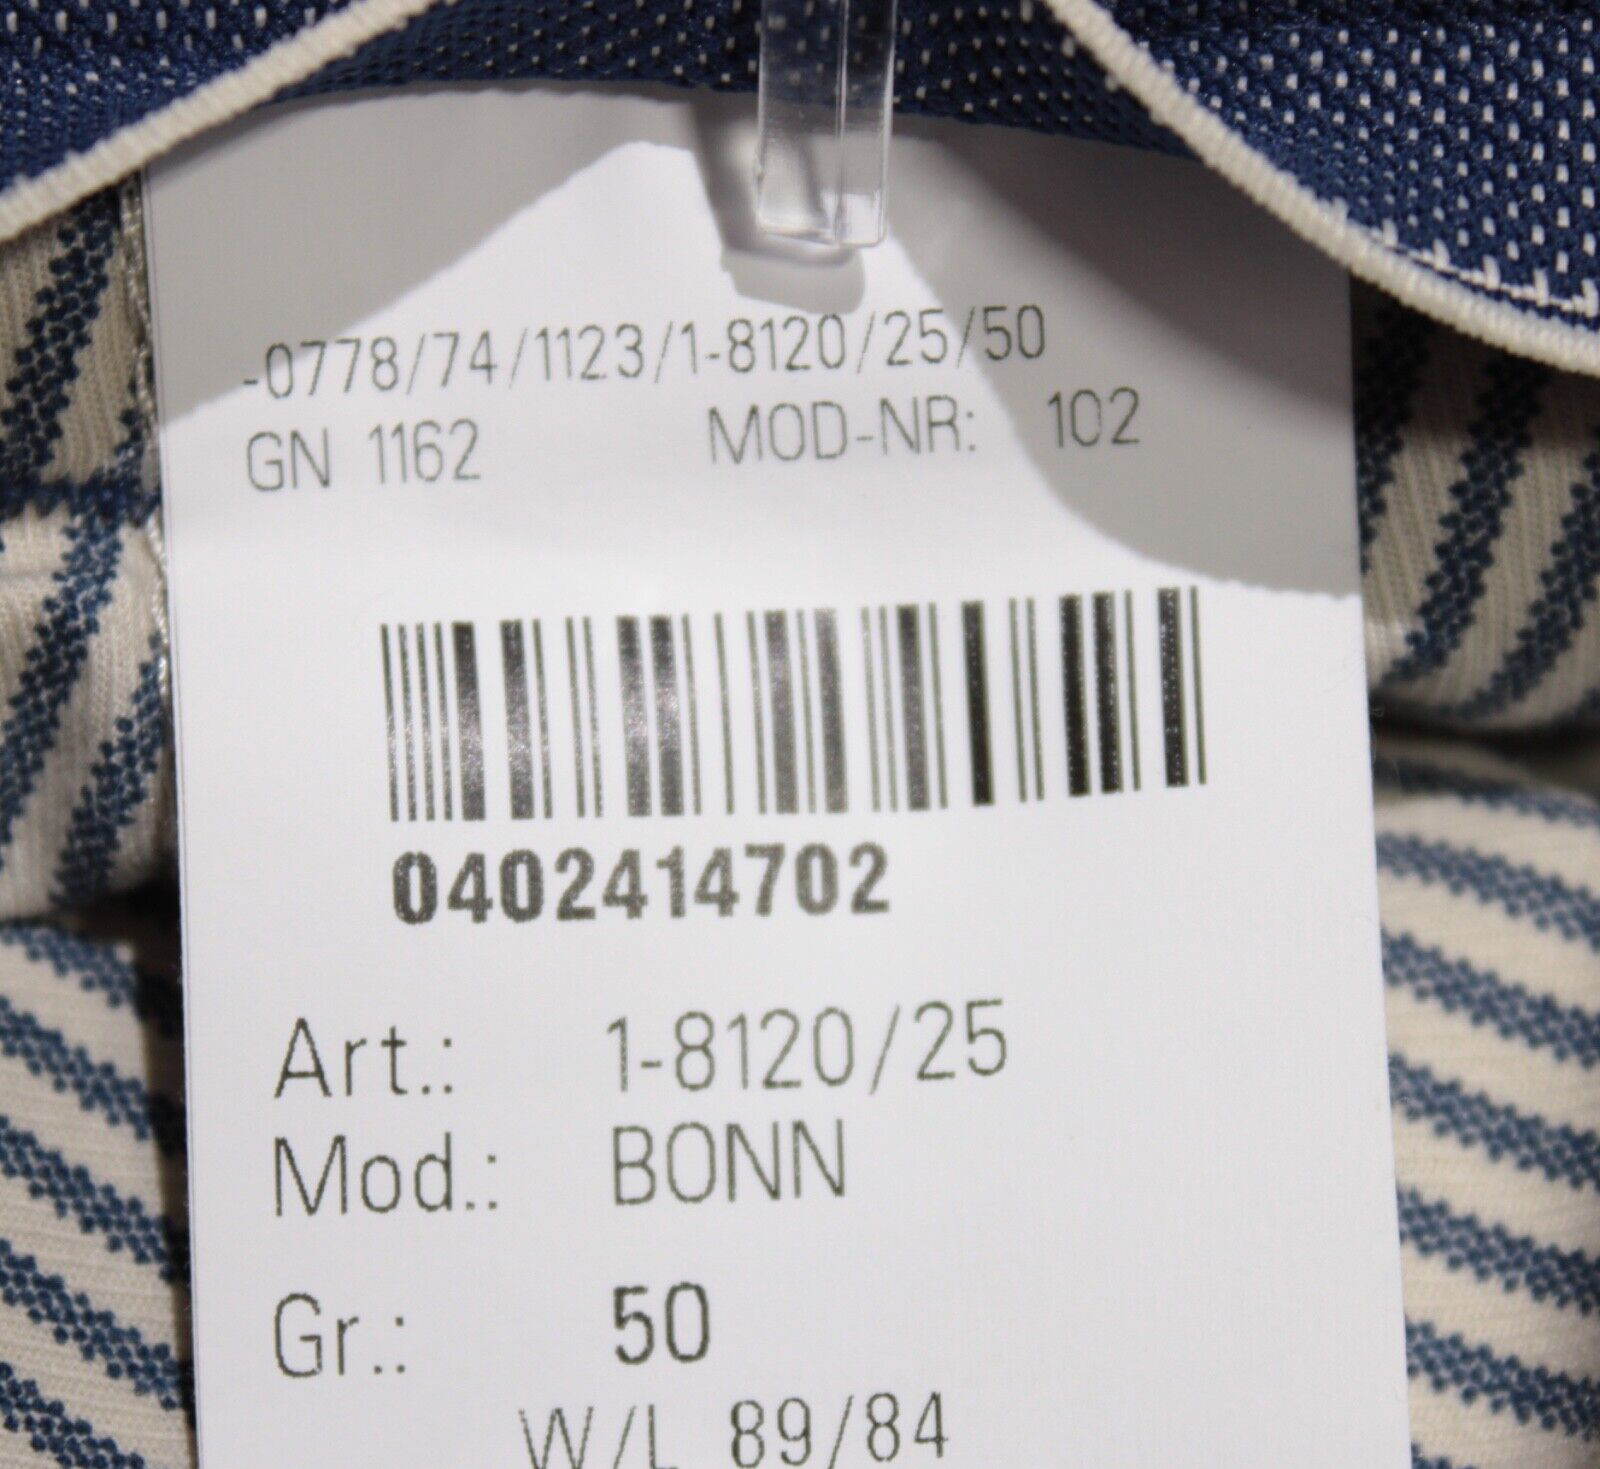 -0778/74/1123/1-8120/25/50
GN 1162 MOD-NR: 102
0402414702
Art.: 1-8120/25
Mod.: BONN
Gr.: 50
W/L 89/84